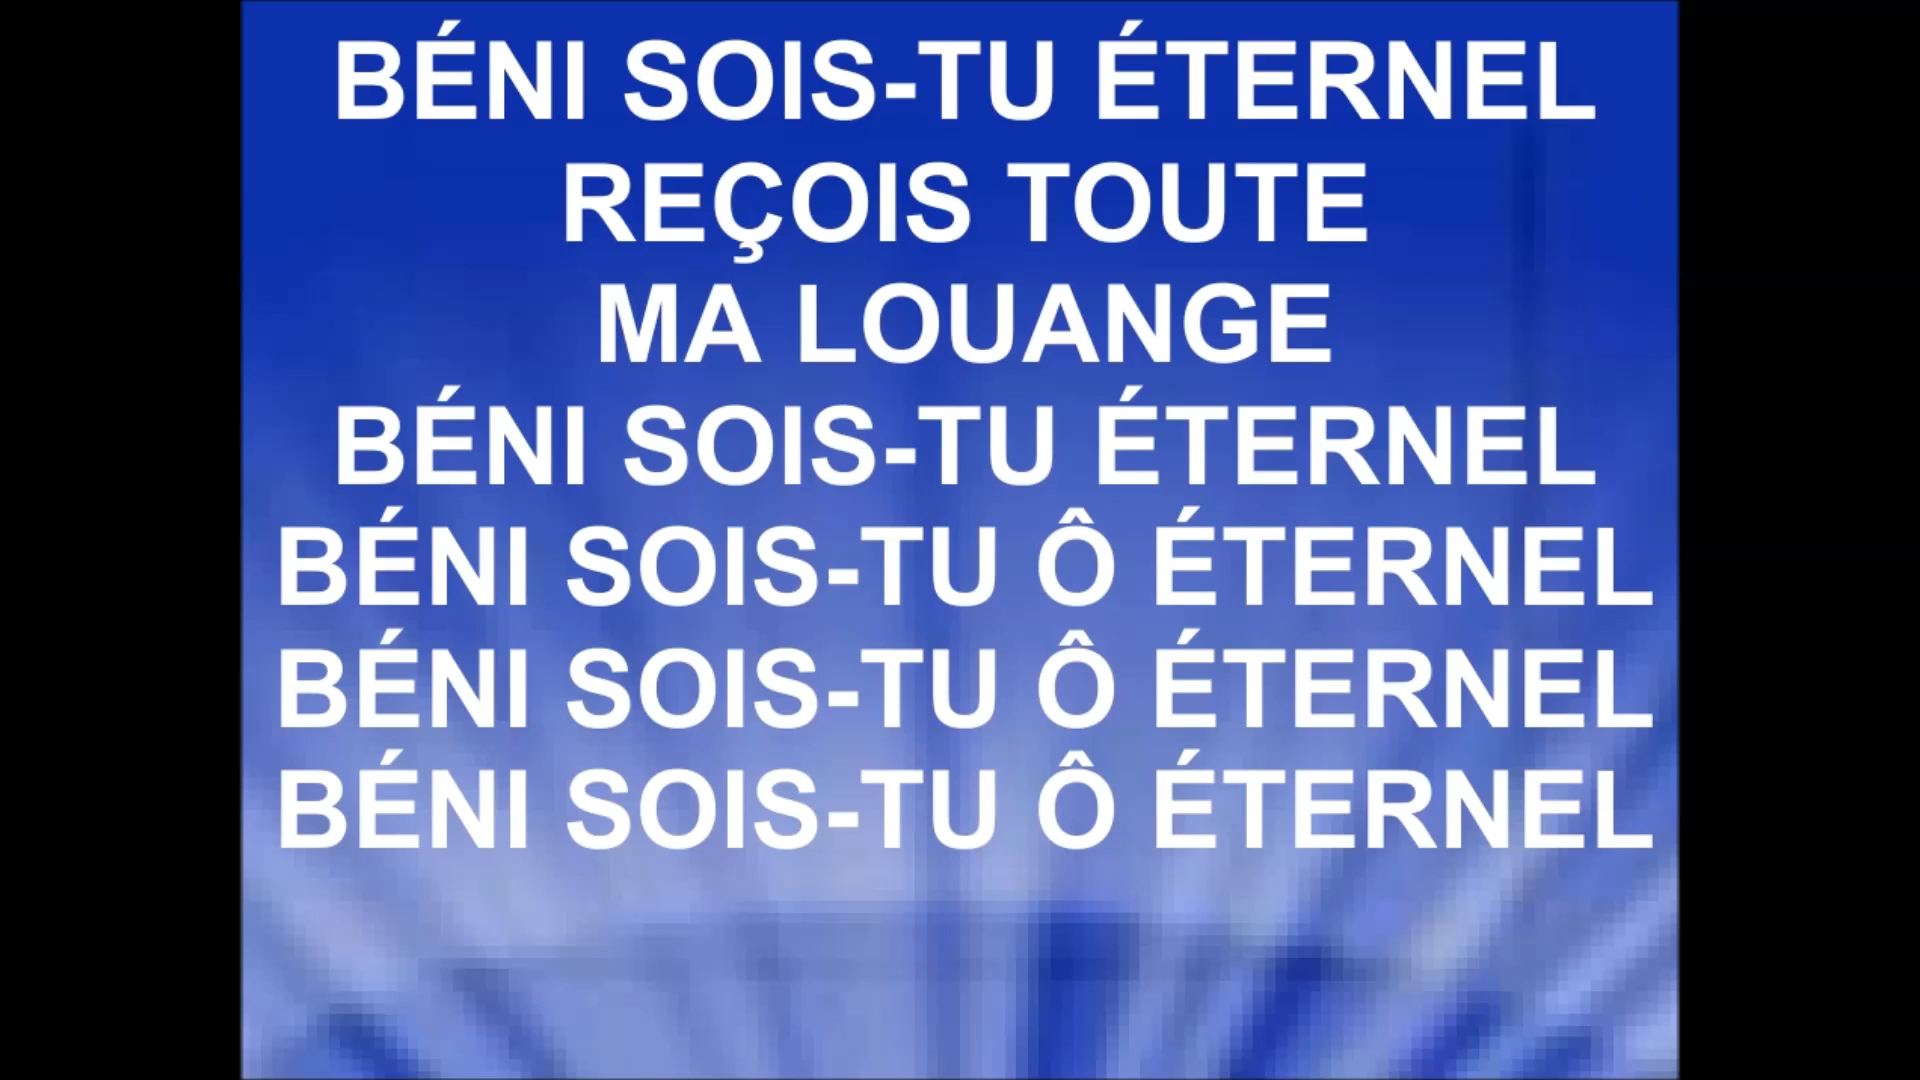 BÉNI SOIS-TU ÉTERNEL
REÇOIS TOUTE
MA LOUANGE
BÉNI SOIS-TU ÉTERNEL
BÉNI SOIS-TU Ô ÉTERNEL
BÉNI SOIS-TU Ô ÉTERNEL
BÉNI SOIS-TU Ô ÉTERNEL